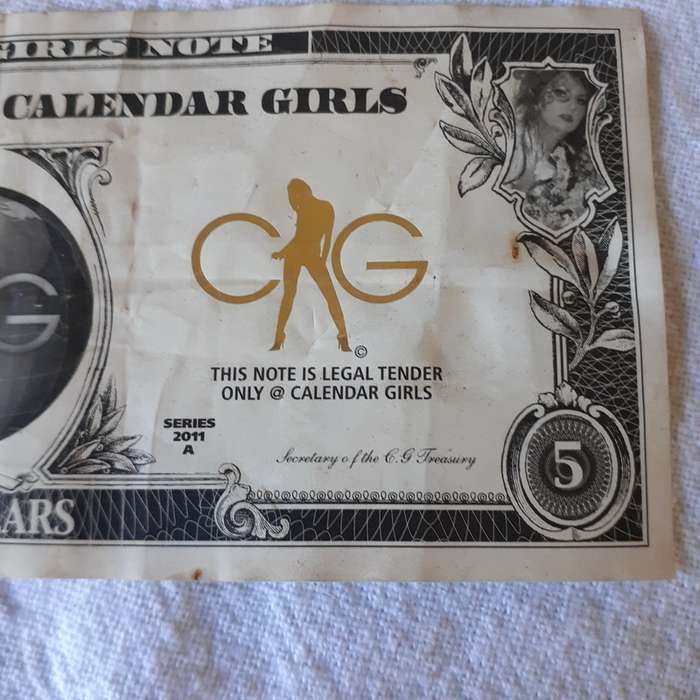 GIRLS NOTE
CALENDAR GIRLS
C G
©
G
THIS NOTE IS LEGAL TENDER
ONLY @ CALENDAR GIRLS
SERIES
2011
A
Secretary of the C.G Treasury
5
ARS